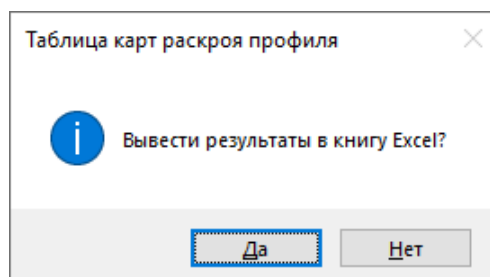 Таблица карт раскроя профиля
Вывести результаты в книгу Excel?
Да
Нет